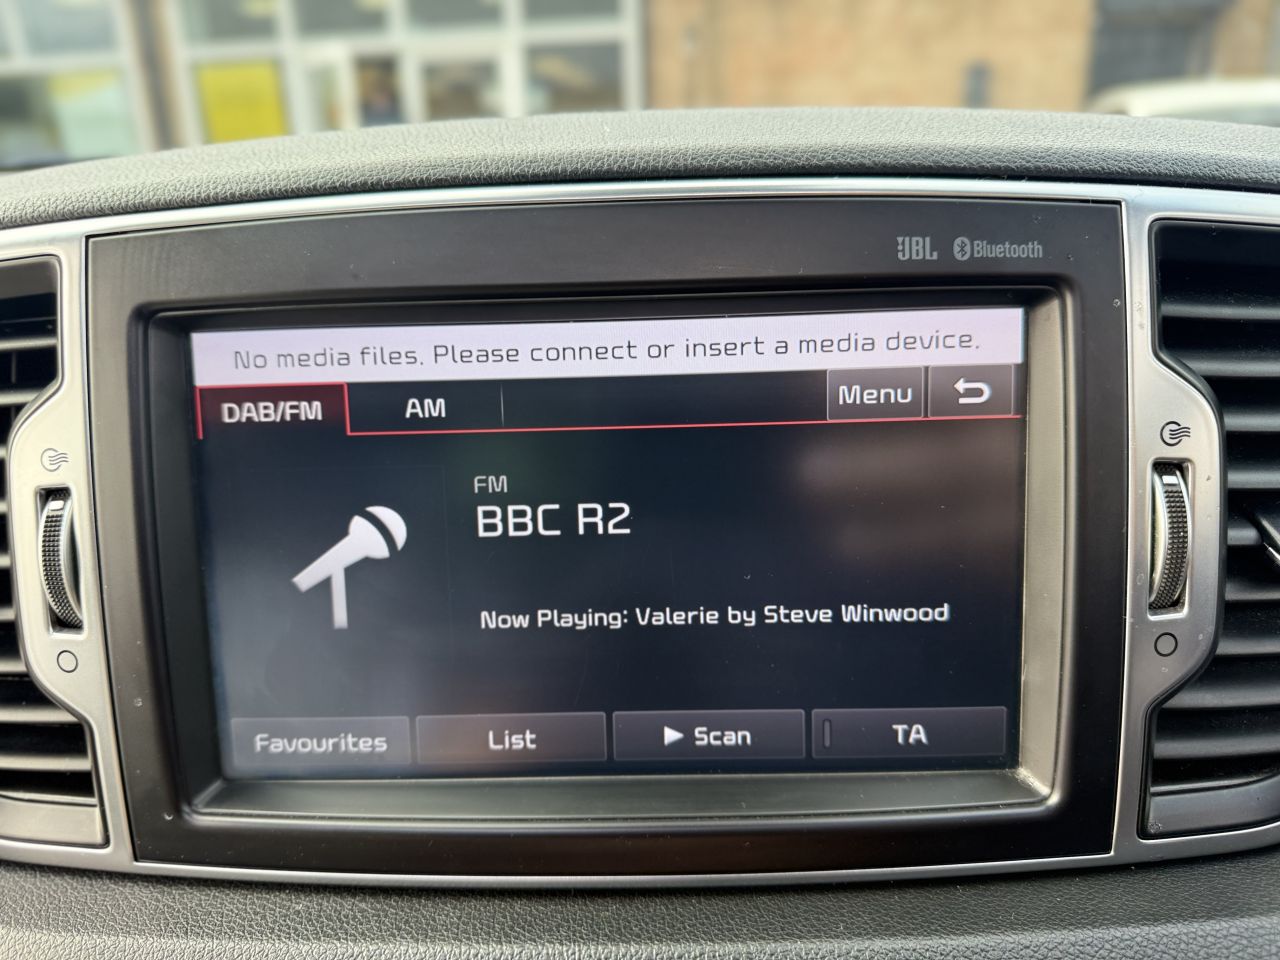 JBL Bluetooth
No media files. Please connect or insert a media device.
DAB/FM AM Menu
FM
BBC R2
Now Playing: Valerie by Steve Winwood
Favourites List Scan TA